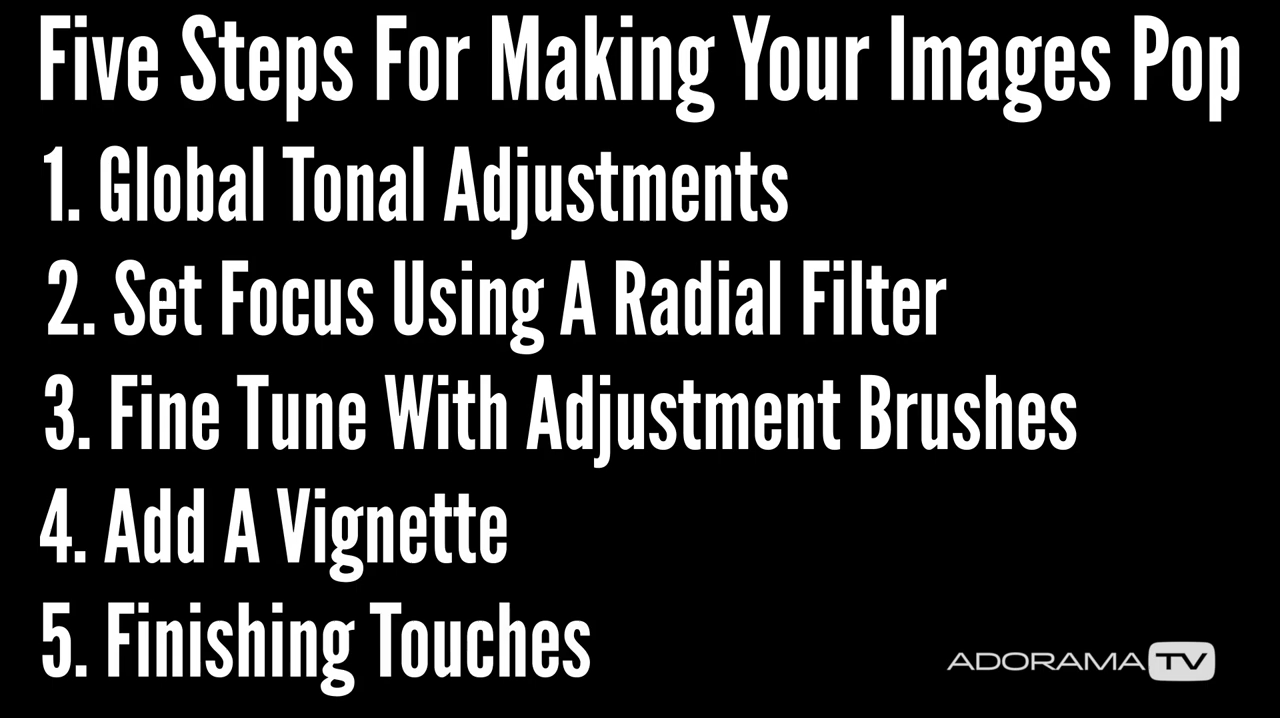 Five Steps For Making Your Images Pop
1. Global Tonal Adjustments
2. Set Focus Using A Radial Filter
3. Fine Tune With Adjustment Brushes
4. Add A Vignette
5. Finishing Touches
ADORAMA TV